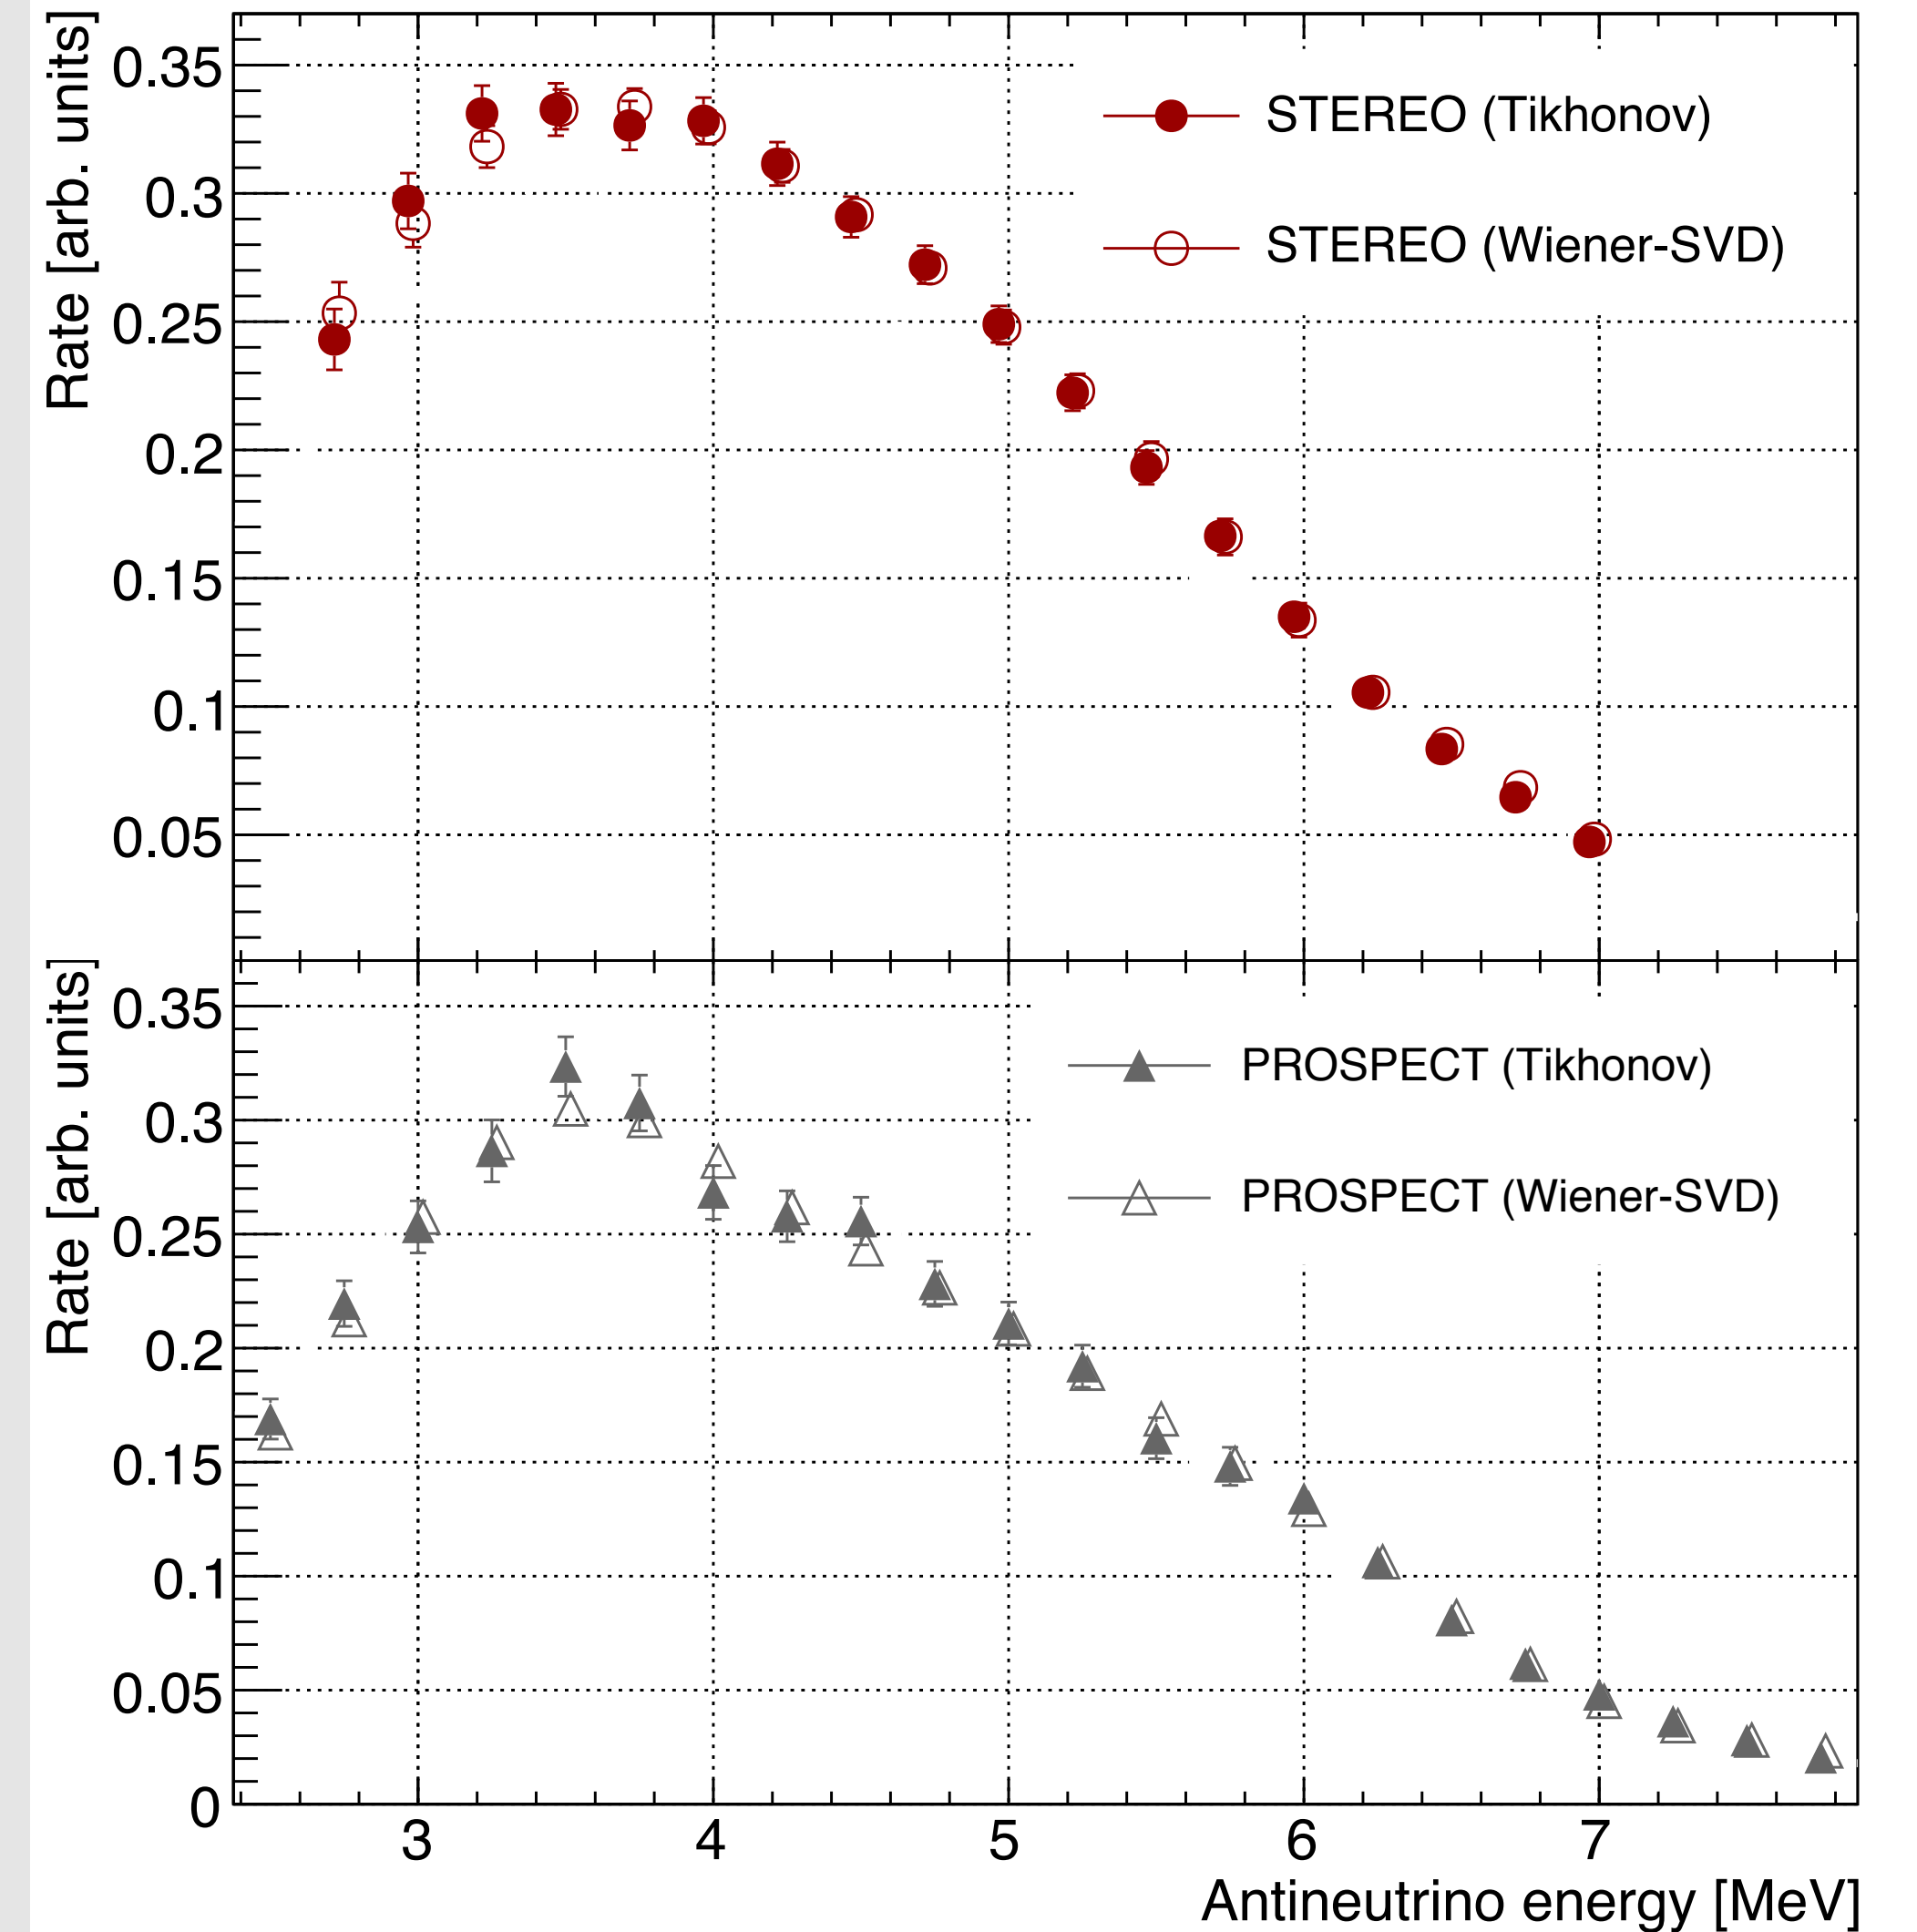 Rate [arb. units]
0.35
0.3
0.25
0.2
0.15
0.1
0.05
STEREO (Tikhonov)
STEREO (Wiener-SVD)
Rate [arb. units]
0.35
0.3
0.25
0.2
0.15
0.1
0.05
0
PROSPECT (Tikhonov)
PROSPECT (Wiener-SVD)
3 4 5 6 7
Antineutrino energy [MeV]